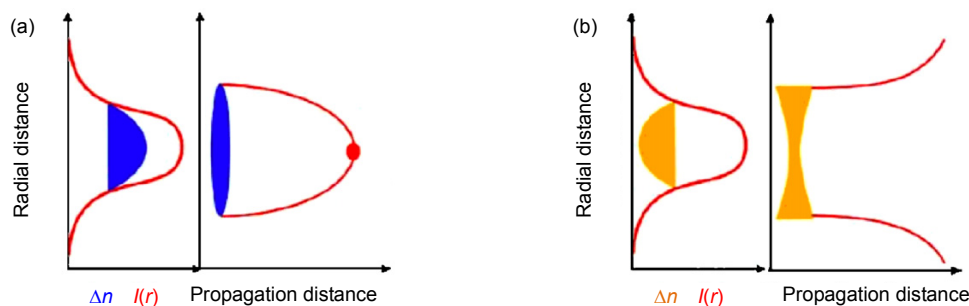 (a)
Radial distance
Δn I(r) Propagation distance
(b)
Radial distance
Δn I(r) Propagation distance